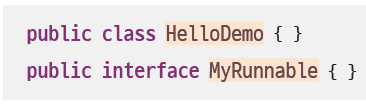 public class HelloDemo { }
public interface MyRunnable { }